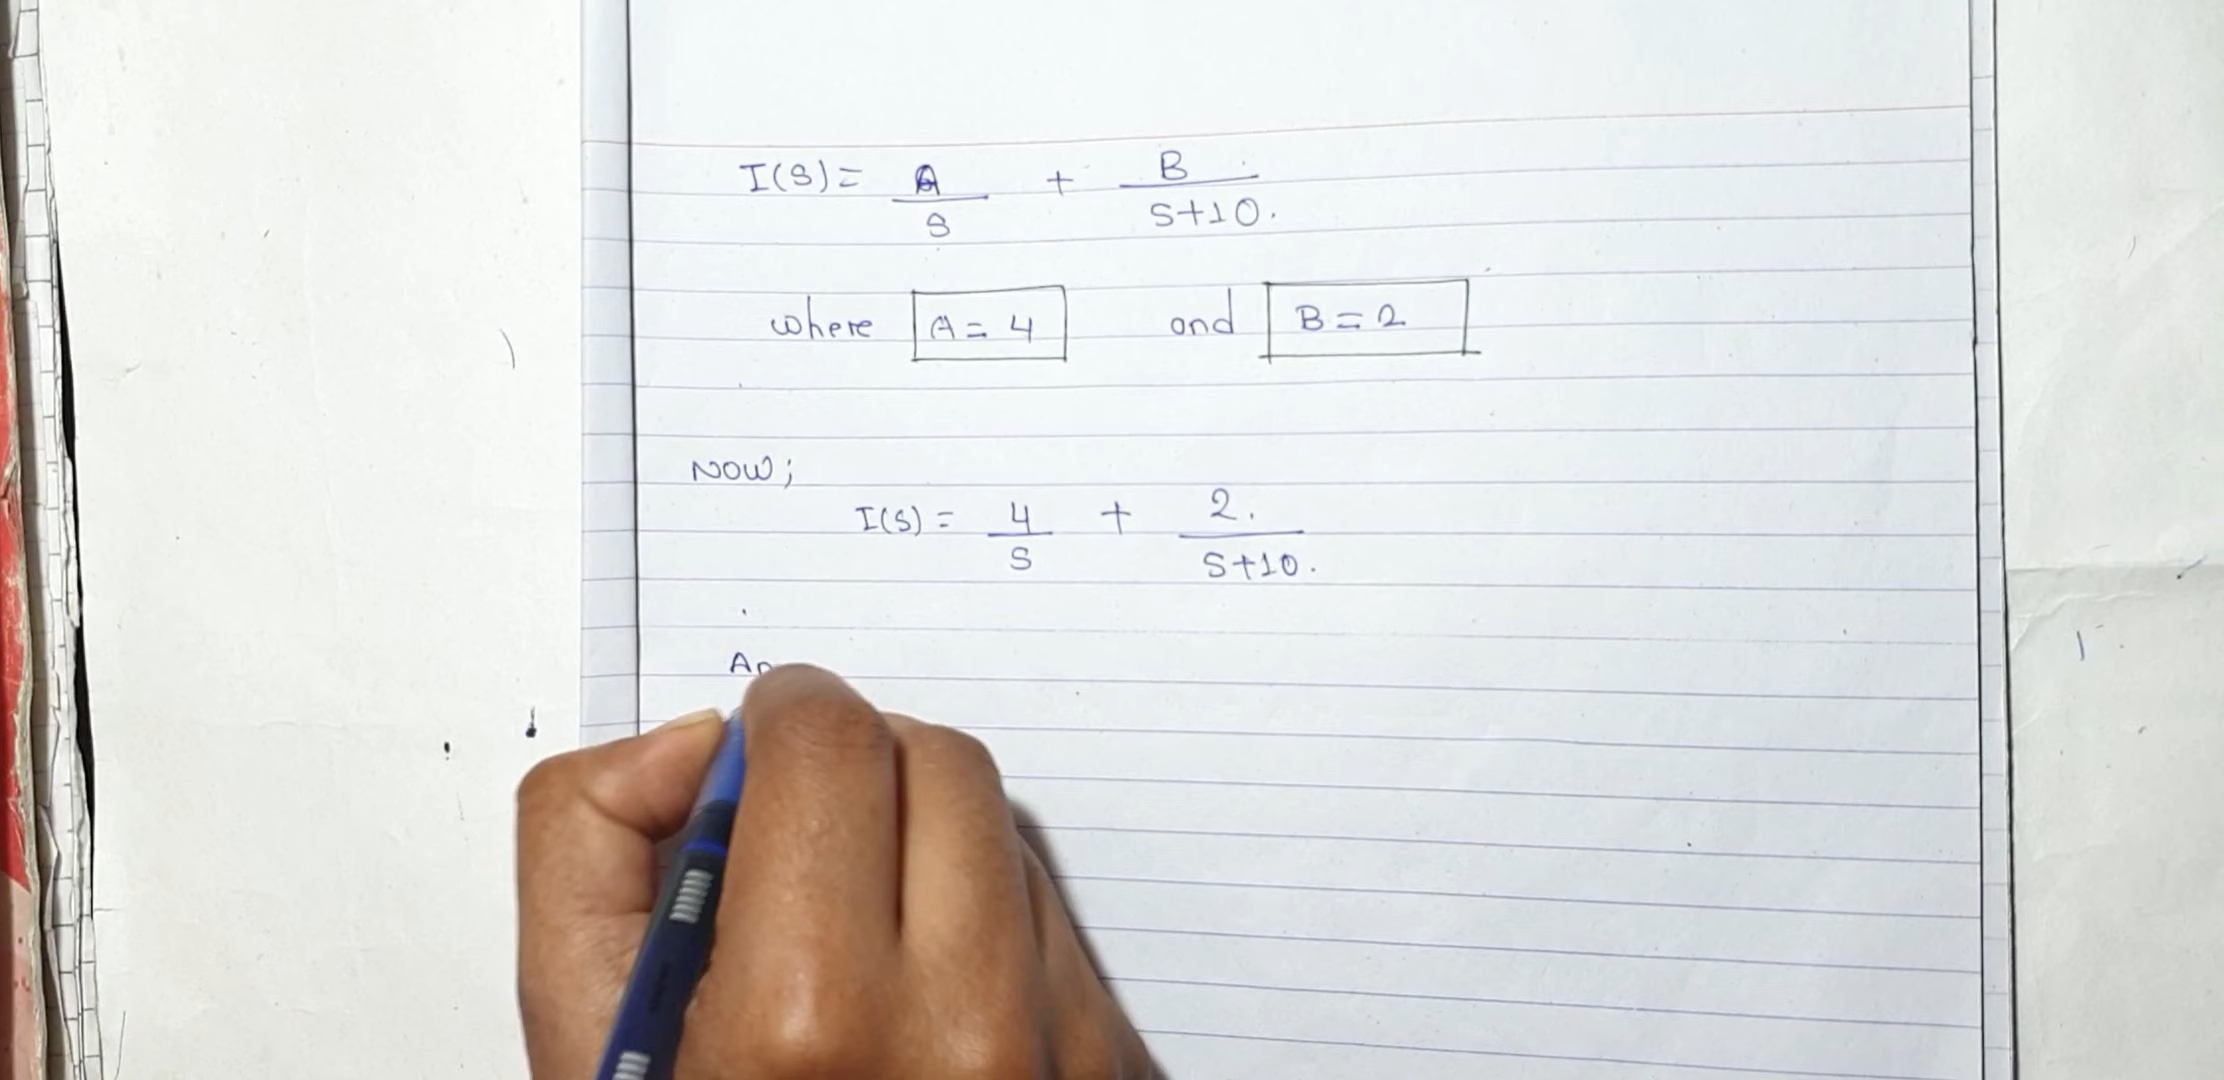 I(S) = A/S + B/S+10.
where A = 4 and B = 2
NOW;
I(S) = 4/S + 2./S+10.